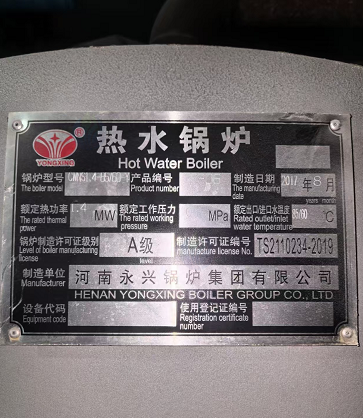 热水锅炉
Hot Water Boiler
YONGXING
锅炉型号 产品编号 制造日期 2017年8月
The boiler model Product number The manufacturing date years month
额定热功率 1.4 MW 额定工作压力 MPa 额定出口/进口水温度 ℃
The rated thermal power The rated working pressure Rated outlet/inlet water temperature
锅炉制造许可证级别 A级 制造许可证编号 TS2110234-2019
Level of boiler manufacture license level manufacture license No.
制造单位 河南永兴锅炉集团有限公司
Manufacturer HENAN YONGXING BOILER GROUP CO., LTD.
设备代码 使用登记证编号
Equipment code Registration certificate number